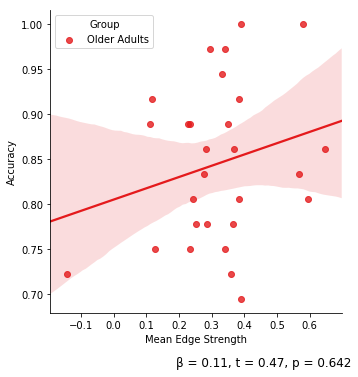 Group
Older Adults
1.00
0.95
0.90
0.85
0.80
0.75
0.70
Accuracy
−0.1 0.0 0.1 0.2 0.3 0.4 0.5 0.6
Mean Edge Strength
β = 0.11, t = 0.47, p = 0.642